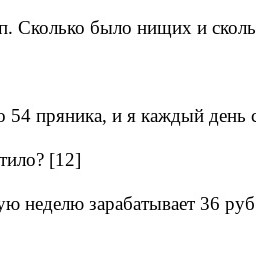 п. Сколько было нищих и сколь
о 54 пряника, и я каждый день с
тило? [12]
ую неделю зарабатывает 36 руб